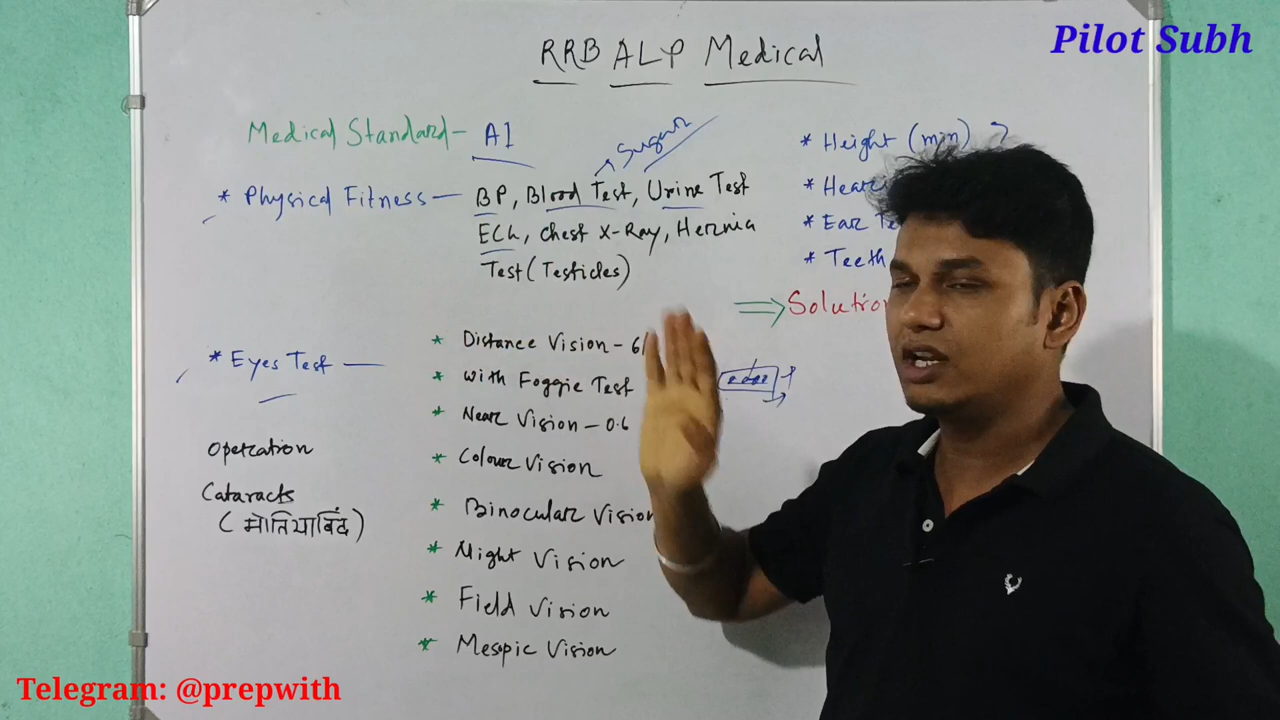 Pilot Subh
RRB ALP Medical
Medical Standard - A1
Sugar
* Physical Fitness - BP, Blood Test, Urine Test
ECG, Chest X-Ray, Hernia
Test (Testicles)
* Height (min) ?
* Hear
* Ear Te
* Teeth
=> Solution
* Eyes Test -
* Distance Vision - 6/
* with Foggie Test
* Near Vision - 0.6
* Colour Vision
* Binocular Vision
* Night Vision
* Field Vision
* Mesopic Vision
Operation
Cataracts
(मोतियाबिंद)
Telegram: @prepwith